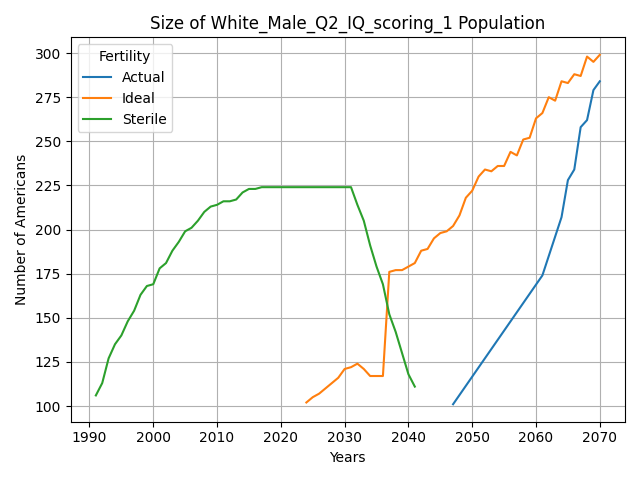 Size of White_Male_Q2_IQ_scoring_1 Population
Fertility
Actual
Ideal
Sterile
Number of Americans
300
275
250
225
200
175
150
125
100
1990 2000 2010 2020 2030 2040 2050 2060 2070
Years